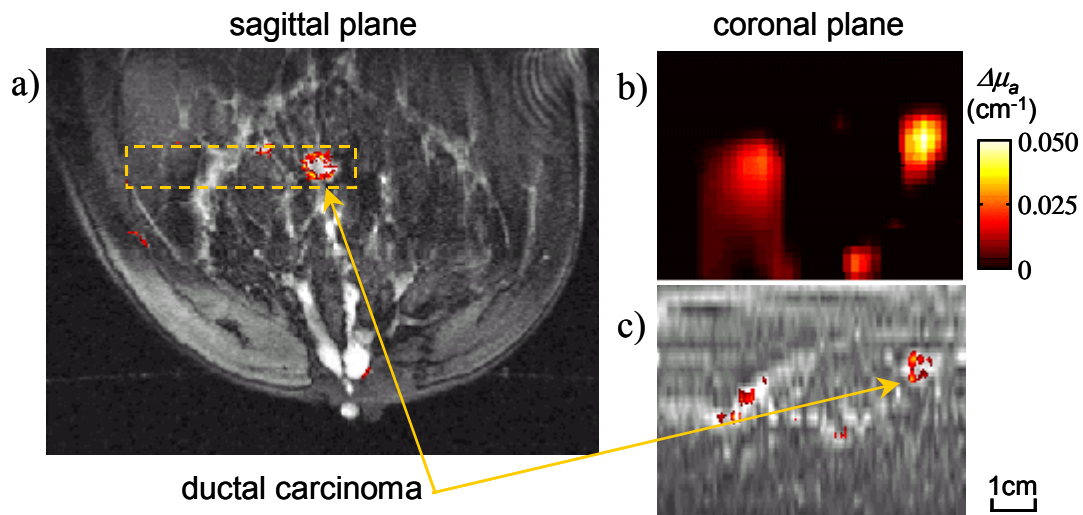 sagittal plane
coronal plane
a)
b)
Δμa
(cm-1)
0.050
0.025
0
c)
ductal carcinoma
1cm